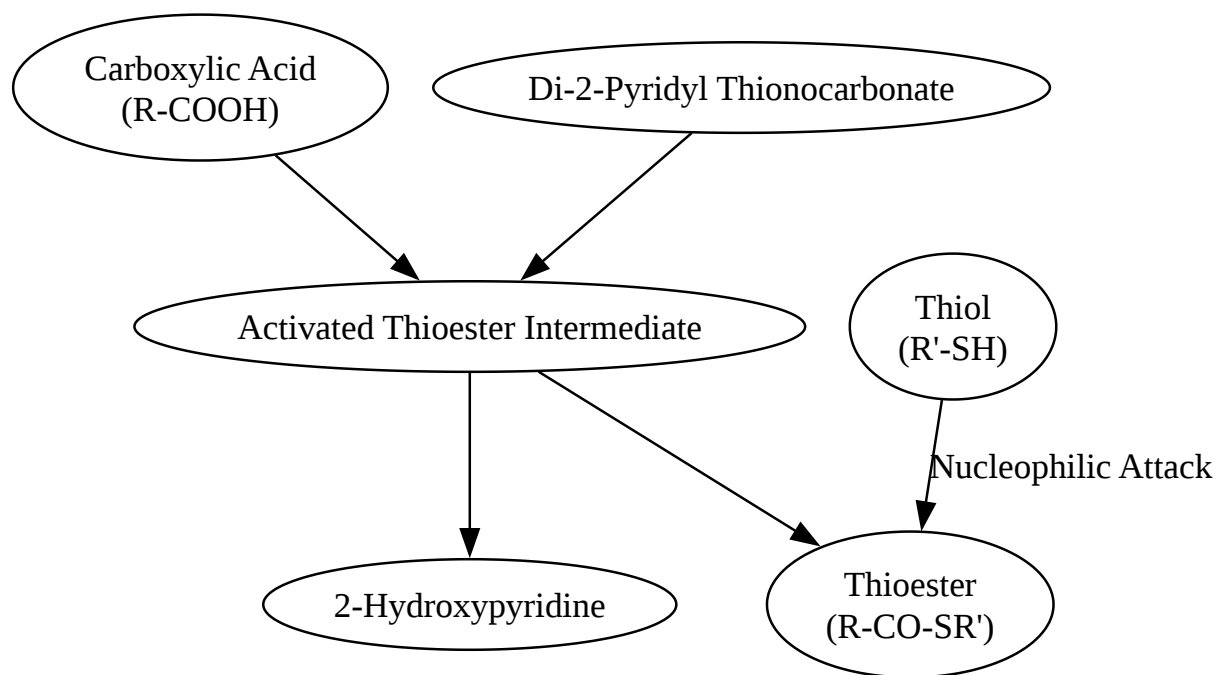 Carboxylic Acid
(R-COOH)
Di-2-Pyridyl Thionocarbonate
Activated Thioester Intermediate
Thiol
(R'-SH)
Nucleophilic Attack
2-Hydroxypyridine
Thioester
(R-CO-SR')